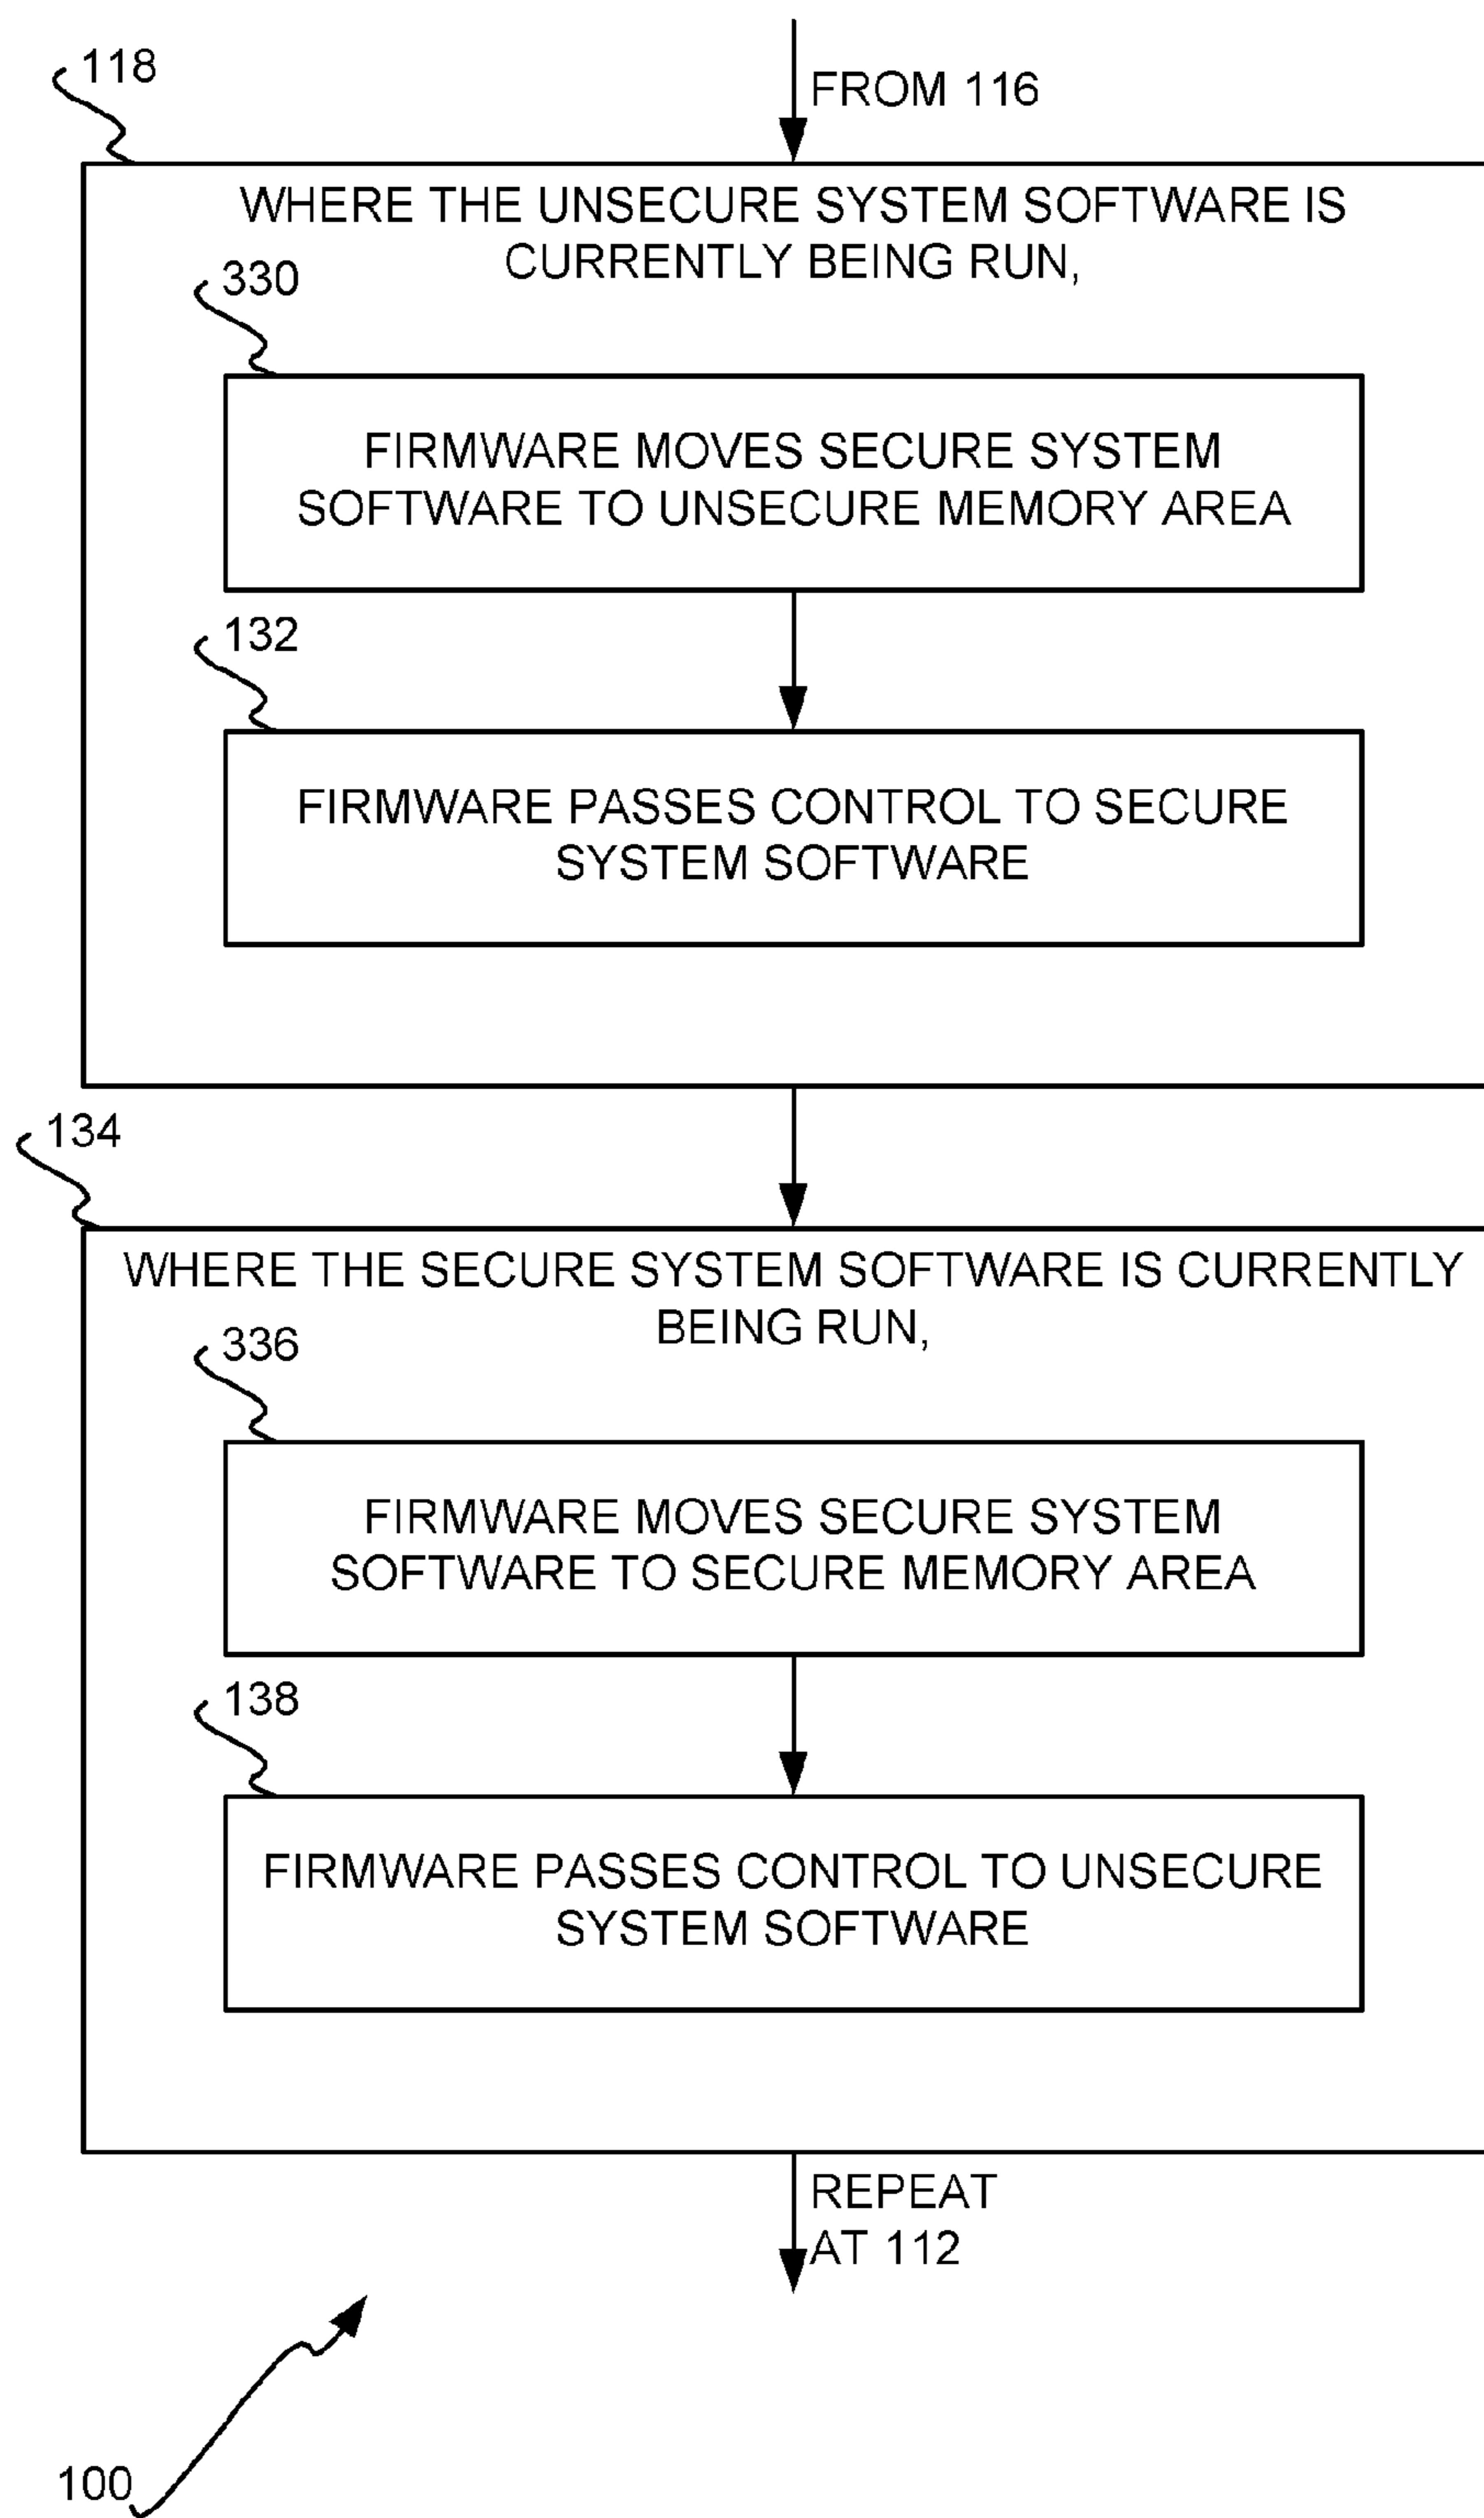 118
FROM 116
WHERE THE UNSECURE SYSTEM SOFTWARE IS
CURRENTLY BEING RUN,
330
FIRMWARE MOVES SECURE SYSTEM
SOFTWARE TO UNSECURE MEMORY AREA
132
FIRMWARE PASSES CONTROL TO SECURE
SYSTEM SOFTWARE
134
WHERE THE SECURE SYSTEM SOFTWARE IS CURRENTLY
BEING RUN,
336
FIRMWARE MOVES SECURE SYSTEM
SOFTWARE TO SECURE MEMORY AREA
138
FIRMWARE PASSES CONTROL TO UNSECURE
SYSTEM SOFTWARE
REPEAT
AT 112
100